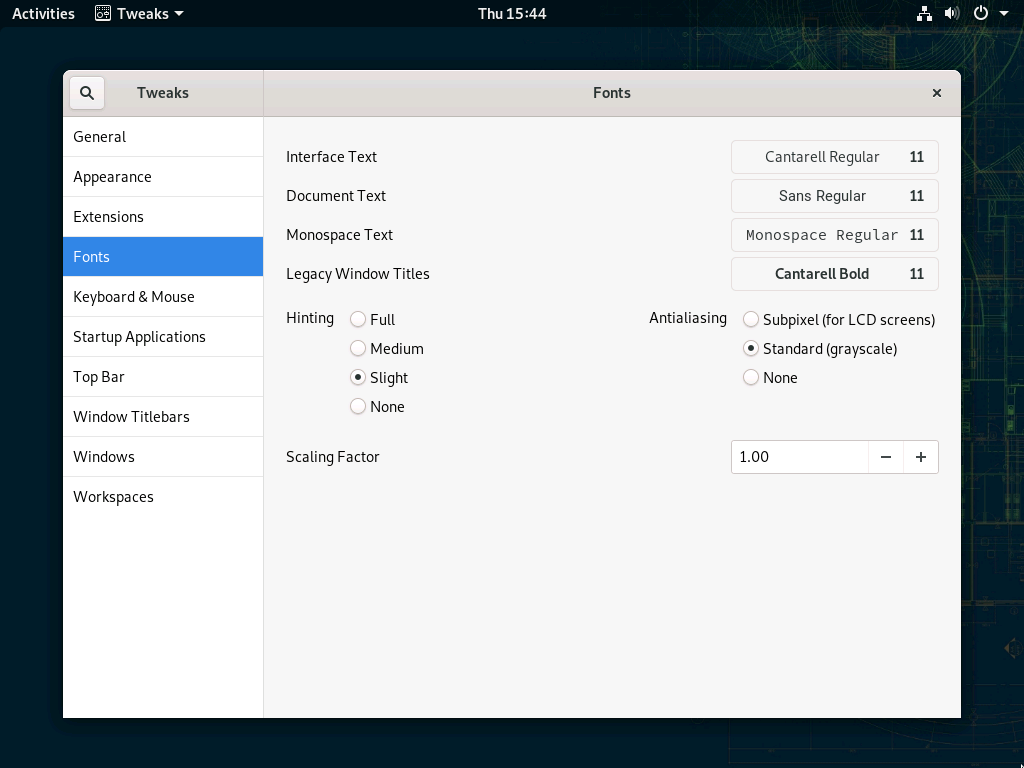 Activities Tweaks Thu 15:44
Tweaks Fonts
General
Appearance
Extensions
Fonts
Keyboard & Mouse
Startup Applications
Top Bar
Window Titlebars
Windows
Workspaces
Interface Text Cantarell Regular 11
Document Text Sans Regular 11
Monospace Text Monospace Regular 11
Legacy Window Titles Cantarell Bold 11
Hinting Full Antialiasing Subpixel (for LCD screens)
Medium Standard (grayscale)
Slight None
None
Scaling Factor 1.00